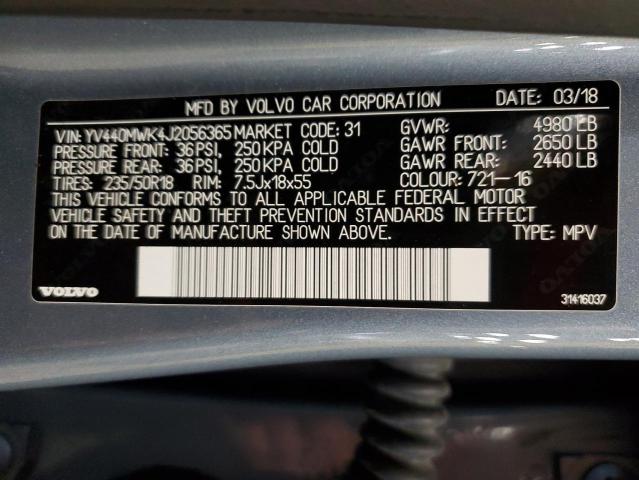 MFD BY VOLVO CAR CORPORATION DATE: 03/18
VIN: YV440MWK4J2056365 MARKET CODE: 31 GVWR: 4980 LB
PRESSURE FRONT: 36 PSI, 250 KPA COLD GAWR FRONT: 2650 LB
PRESSURE REAR: 36 PSI, 250 KPA COLD GAWR REAR: 2440 LB
TIRES: 235/50R18 RIM: 7.5Jx18x55 COLOUR: 721-16
THIS VEHICLE CONFORMS TO ALL APPLICABLE FEDERAL MOTOR
VEHICLE SAFETY AND THEFT PREVENTION STANDARDS IN EFFECT
ON THE DATE OF MANUFACTURE SHOWN ABOVE. TYPE: MPV
VOLVO 31416037